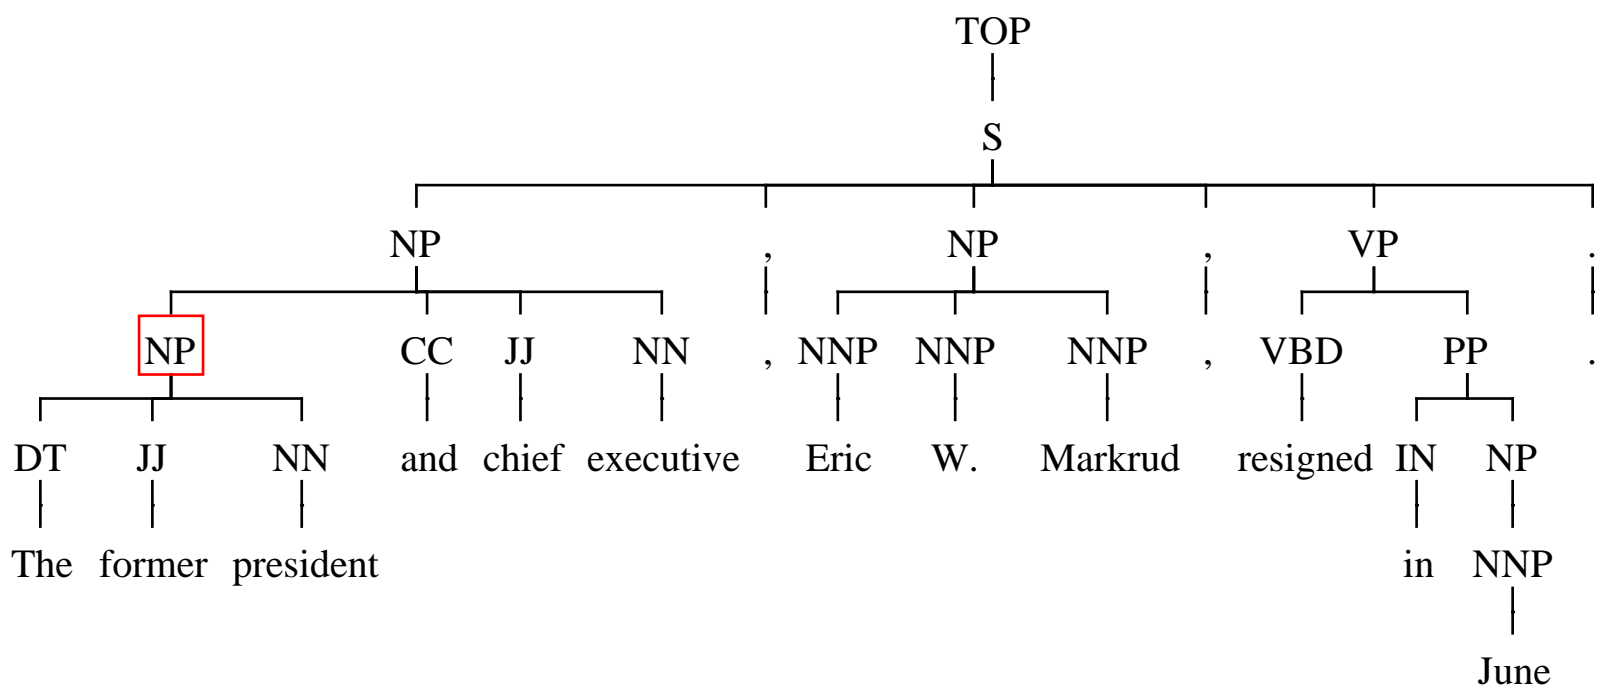 TOP
S
NP , NP , VP .
NP CC JJ NN , NNP NNP NNP , VBD PP .
DT JJ NN and chief executive Eric W. Markrud resigned IN NP
The former president in NNP
June